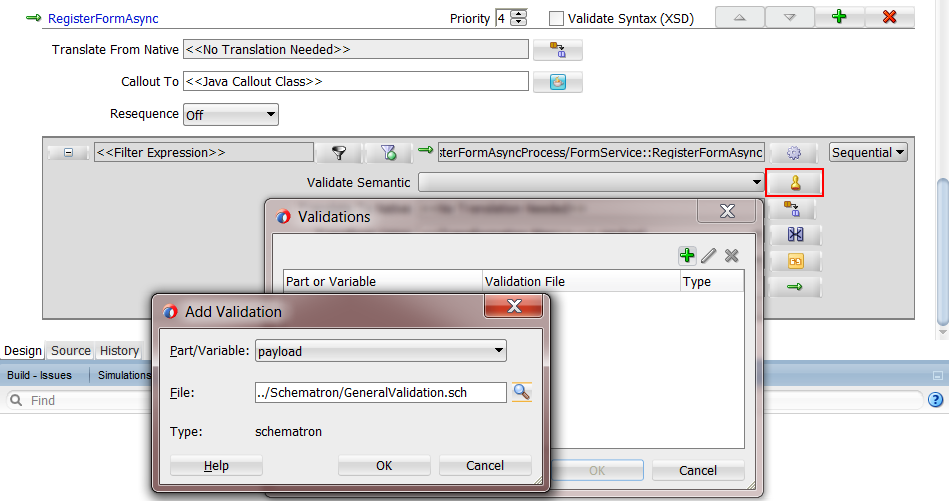 RegisterFormAsync Priority 4 Validate Syntax (XSD)
Translate From Native <<No Translation Needed>>
Callout To <<Java Callout Class>>
Resequence Off
<<Filter Expression>> sterFormAsyncProcess/FormService::RegisterFormAsync Sequential
Validate Semantic
Validations
Part or Variable Validation File Type
Add Validation
Part/Variable: payload
File: ../Schematron/GeneralValidation.sch
Type: schematron
Help OK Cancel
OK Cancel
Design Source History
Build - Issues Simulations
Find